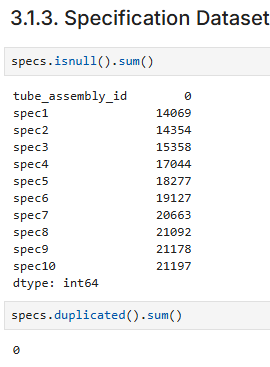 3.1.3. Specification Dataset
specs.isnull().sum()
tube_assembly_id 0
spec1 14069
spec2 14354
spec3 15358
spec4 17044
spec5 18277
spec6 19127
spec7 20663
spec8 21092
spec9 21178
spec10 21197
dtype: int64
specs.duplicated().sum()
0